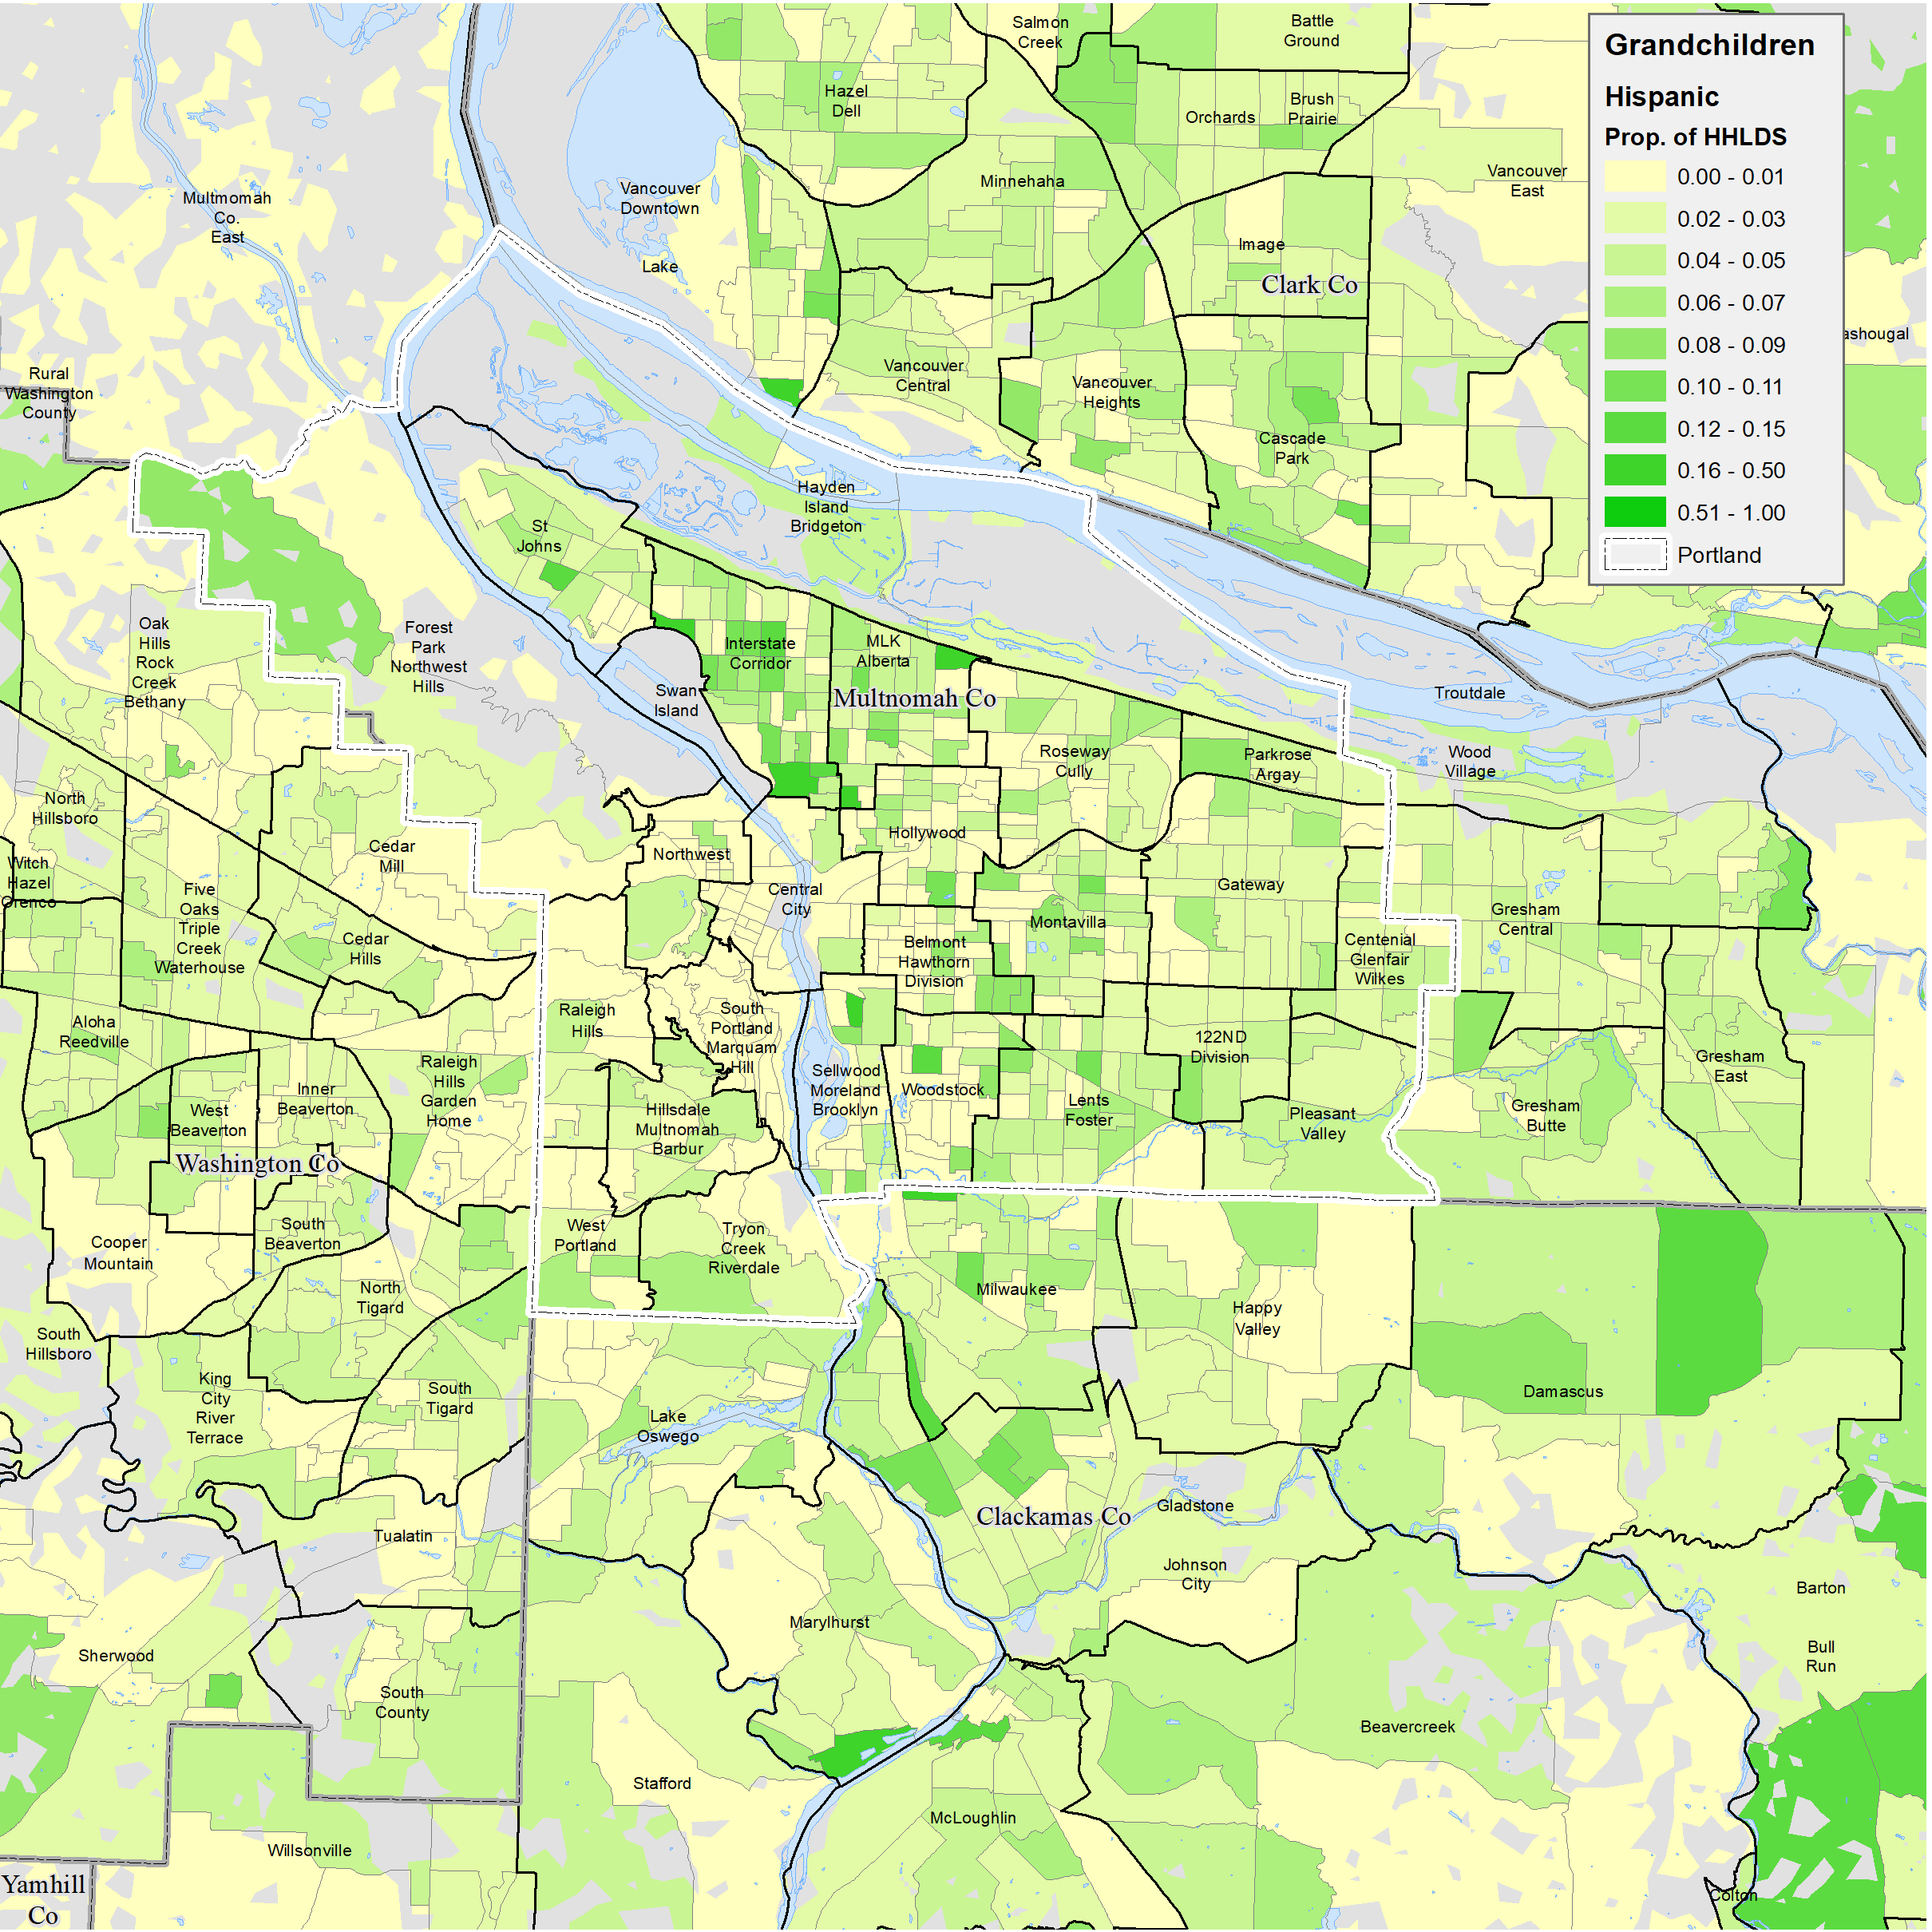 Grandchildren
Hispanic
Prop. of HHLDS
0.00 - 0.01
0.02 - 0.03
0.04 - 0.05
0.06 - 0.07
0.08 - 0.09
0.10 - 0.11
0.12 - 0.15
0.16 - 0.50
0.51 - 1.00
Portland
Salmon
Creek
Battle
Ground
Hazel
Dell
Orchards
Brush
Prairie
Multmomah
Co.
East
Vancouver
Downtown
Minnehaha
Vancouver
East
Lake
Image
Clark Co
ashougal
Rural
Washington
County
Vancouver
Central
Vancouver
Heights
Cascade
Park
Hayden
Island
Bridgeton
St
Johns
Oak
Hills
Rock
Creek
Bethany
Forest
Park
Northwest
Hills
Interstate
Corridor
MLK
Alberta
Swan
Island
Multnomah Co
Troutdale
Roseway
Cully
Parkrose
Argay
Wood
Village
North
Hillsboro
Cedar
Mill
Northwest
Hollywood
Witch
Hazel
Orenco
Five
Oaks
Triple
Creek
Waterhouse
Central
City
Gateway
Montavilla
Gresham
Central
Cedar
Hills
Belmont
Hawthorn
Division
Centenial
Glenfair
Wilkes
Aloha
Reedville
Raleigh
Hills
South
Portland
Marquam
Hill
122ND
Division
Gresham
East
Raleigh
Hills
Garden
Home
Inner
Beaverton
West
Beaverton
Sellwood
Moreland
Brooklyn
Woodstock
Lents
Foster
Pleasant
Valley
Gresham
Butte
Hillsdale
Multnomah
Barbur
Washington Co
Cooper
Mountain
South
Beaverton
West
Portland
Tryon
Creek
Riverdale
North
Tigard
Milwaukee
Happy
Valley
South
Hillsboro
King
City
River
Terrace
South
Tigard
Lake
Oswego
Damascus
Clackamas Co
Gladstone
Tualatin
Johnson
City
Barton
Marylhurst
Sherwood
Bull
Run
South
County
Beavercreek
Stafford
McLoughlin
Willsonville
Yamhill
Co
Colton